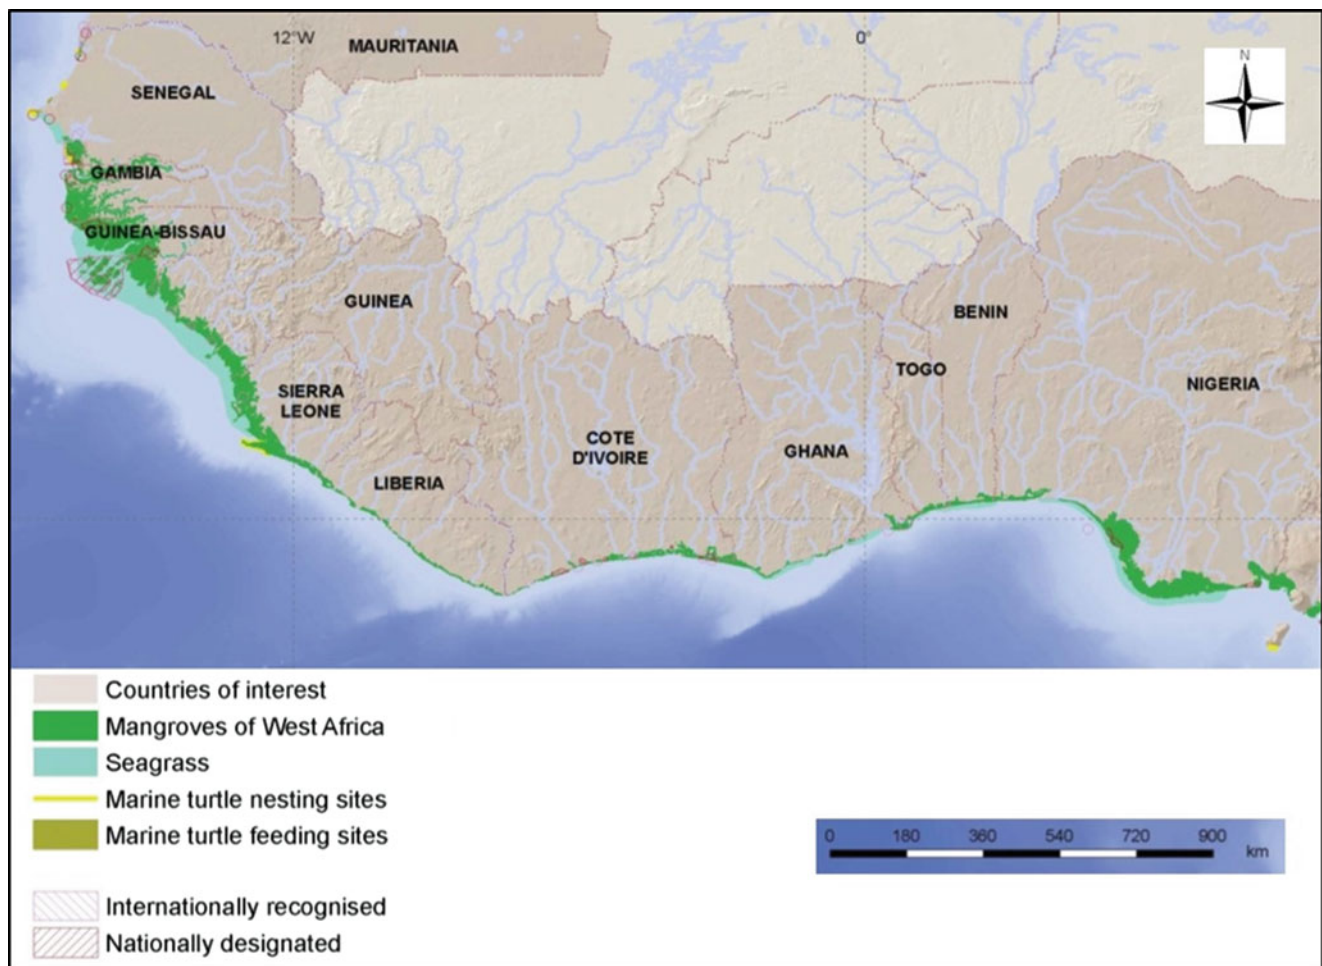 12°W
0°
N
MAURITANIA
SENEGAL
GAMBIA
GUINEA-BISSAU
GUINEA
BENIN
TOGO
NIGERIA
SIERRA
LEONE
COTE
D'IVOIRE
GHANA
LIBERIA
Countries of interest
Mangroves of West Africa
Seagrass
Marine turtle nesting sites
Marine turtle feeding sites
0 180 360 540 720 900
km
Internationally recognised
Nationally designated